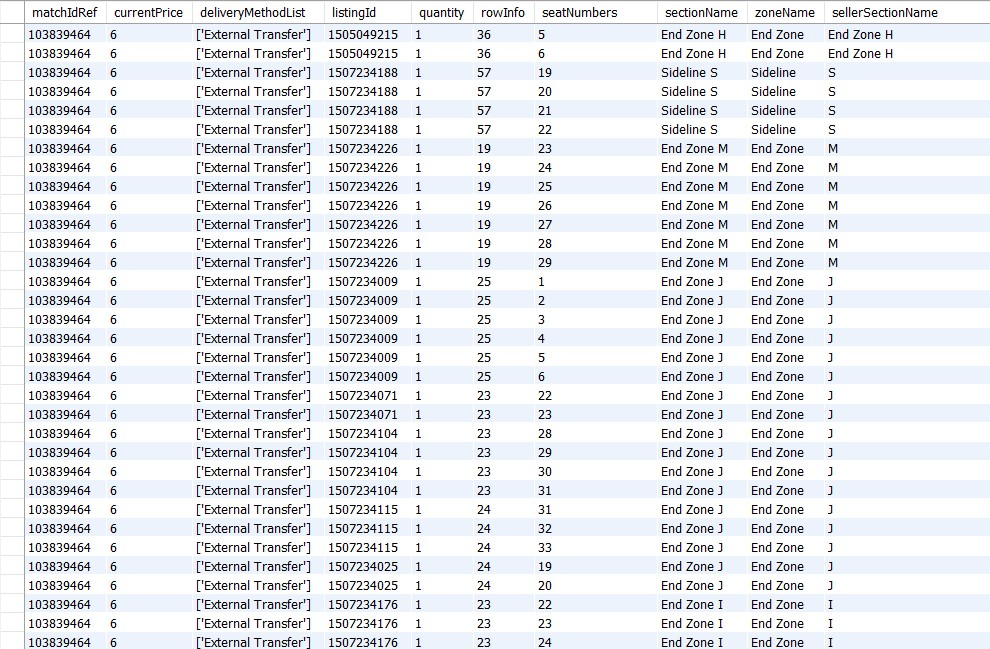 matchIdRef currentPrice deliveryMethodList listingId quantity rowInfo seatNumbers sectionName zoneName sellerSectionName
103839464 6 ['External Transfer'] 1505049215 1 36 5 End Zone H End Zone End Zone H
103839464 6 ['External Transfer'] 1505049215 1 36 6 End Zone H End Zone End Zone H
103839464 6 ['External Transfer'] 1507234188 1 57 19 Sideline S Sideline S
103839464 6 ['External Transfer'] 1507234188 1 57 20 Sideline S Sideline S
103839464 6 ['External Transfer'] 1507234188 1 57 21 Sideline S Sideline S
103839464 6 ['External Transfer'] 1507234188 1 57 22 Sideline S Sideline S
103839464 6 ['External Transfer'] 1507234226 1 19 23 End Zone M End Zone M
103839464 6 ['External Transfer'] 1507234226 1 19 24 End Zone M End Zone M
103839464 6 ['External Transfer'] 1507234226 1 19 25 End Zone M End Zone M
103839464 6 ['External Transfer'] 1507234226 1 19 26 End Zone M End Zone M
103839464 6 ['External Transfer'] 1507234226 1 19 27 End Zone M End Zone M
103839464 6 ['External Transfer'] 1507234226 1 19 28 End Zone M End Zone M
103839464 6 ['External Transfer'] 1507234226 1 19 29 End Zone M End Zone M
103839464 6 ['External Transfer'] 1507234009 1 25 1 End Zone J End Zone J
103839464 6 ['External Transfer'] 1507234009 1 25 2 End Zone J End Zone J
103839464 6 ['External Transfer'] 1507234009 1 25 3 End Zone J End Zone J
103839464 6 ['External Transfer'] 1507234009 1 25 4 End Zone J End Zone J
103839464 6 ['External Transfer'] 1507234009 1 25 5 End Zone J End Zone J
103839464 6 ['External Transfer'] 1507234009 1 25 6 End Zone J End Zone J
103839464 6 ['External Transfer'] 1507234071 1 23 22 End Zone J End Zone J
103839464 6 ['External Transfer'] 1507234071 1 23 23 End Zone J End Zone J
103839464 6 ['External Transfer'] 1507234104 1 23 28 End Zone J End Zone J
103839464 6 ['External Transfer'] 1507234104 1 23 29 End Zone J End Zone J
103839464 6 ['External Transfer'] 1507234104 1 23 30 End Zone J End Zone J
103839464 6 ['External Transfer'] 1507234104 1 23 31 End Zone J End Zone J
103839464 6 ['External Transfer'] 1507234115 1 24 31 End Zone J End Zone J
103839464 6 ['External Transfer'] 1507234115 1 24 32 End Zone J End Zone J
103839464 6 ['External Transfer'] 1507234115 1 24 33 End Zone J End Zone J
103839464 6 ['External Transfer'] 1507234025 1 24 19 End Zone J End Zone J
103839464 6 ['External Transfer'] 1507234025 1 24 20 End Zone J End Zone J
103839464 6 ['External Transfer'] 1507234176 1 23 22 End Zone I End Zone I
103839464 6 ['External Transfer'] 1507234176 1 23 23 End Zone I End Zone I
103839464 6 ['External Transfer'] 1507234176 1 23 24 End Zone I End Zone I